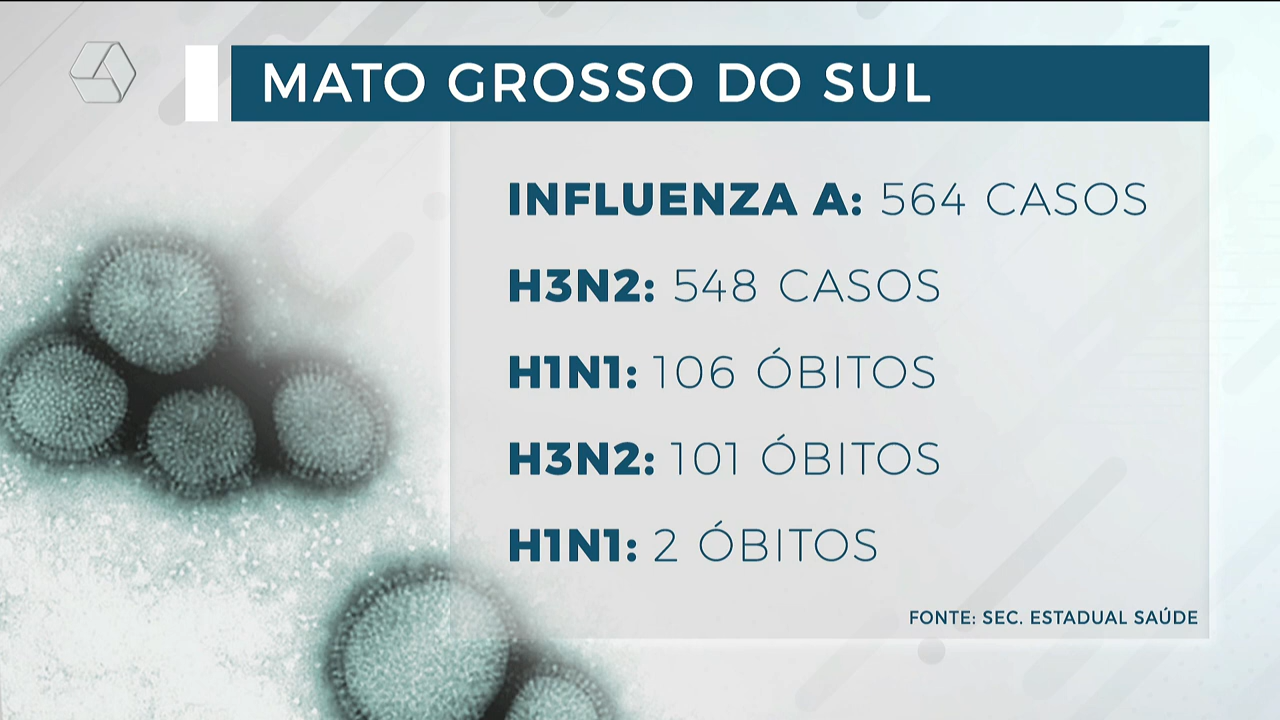 MATO GROSSO DO SUL
INFLUENZA A: 564 CASOS
H3N2: 548 CASOS
H1N1: 106 ÓBITOS
H3N2: 101 ÓBITOS
H1N1: 2 ÓBITOS
FONTE: SEC. ESTADUAL SAÚDE